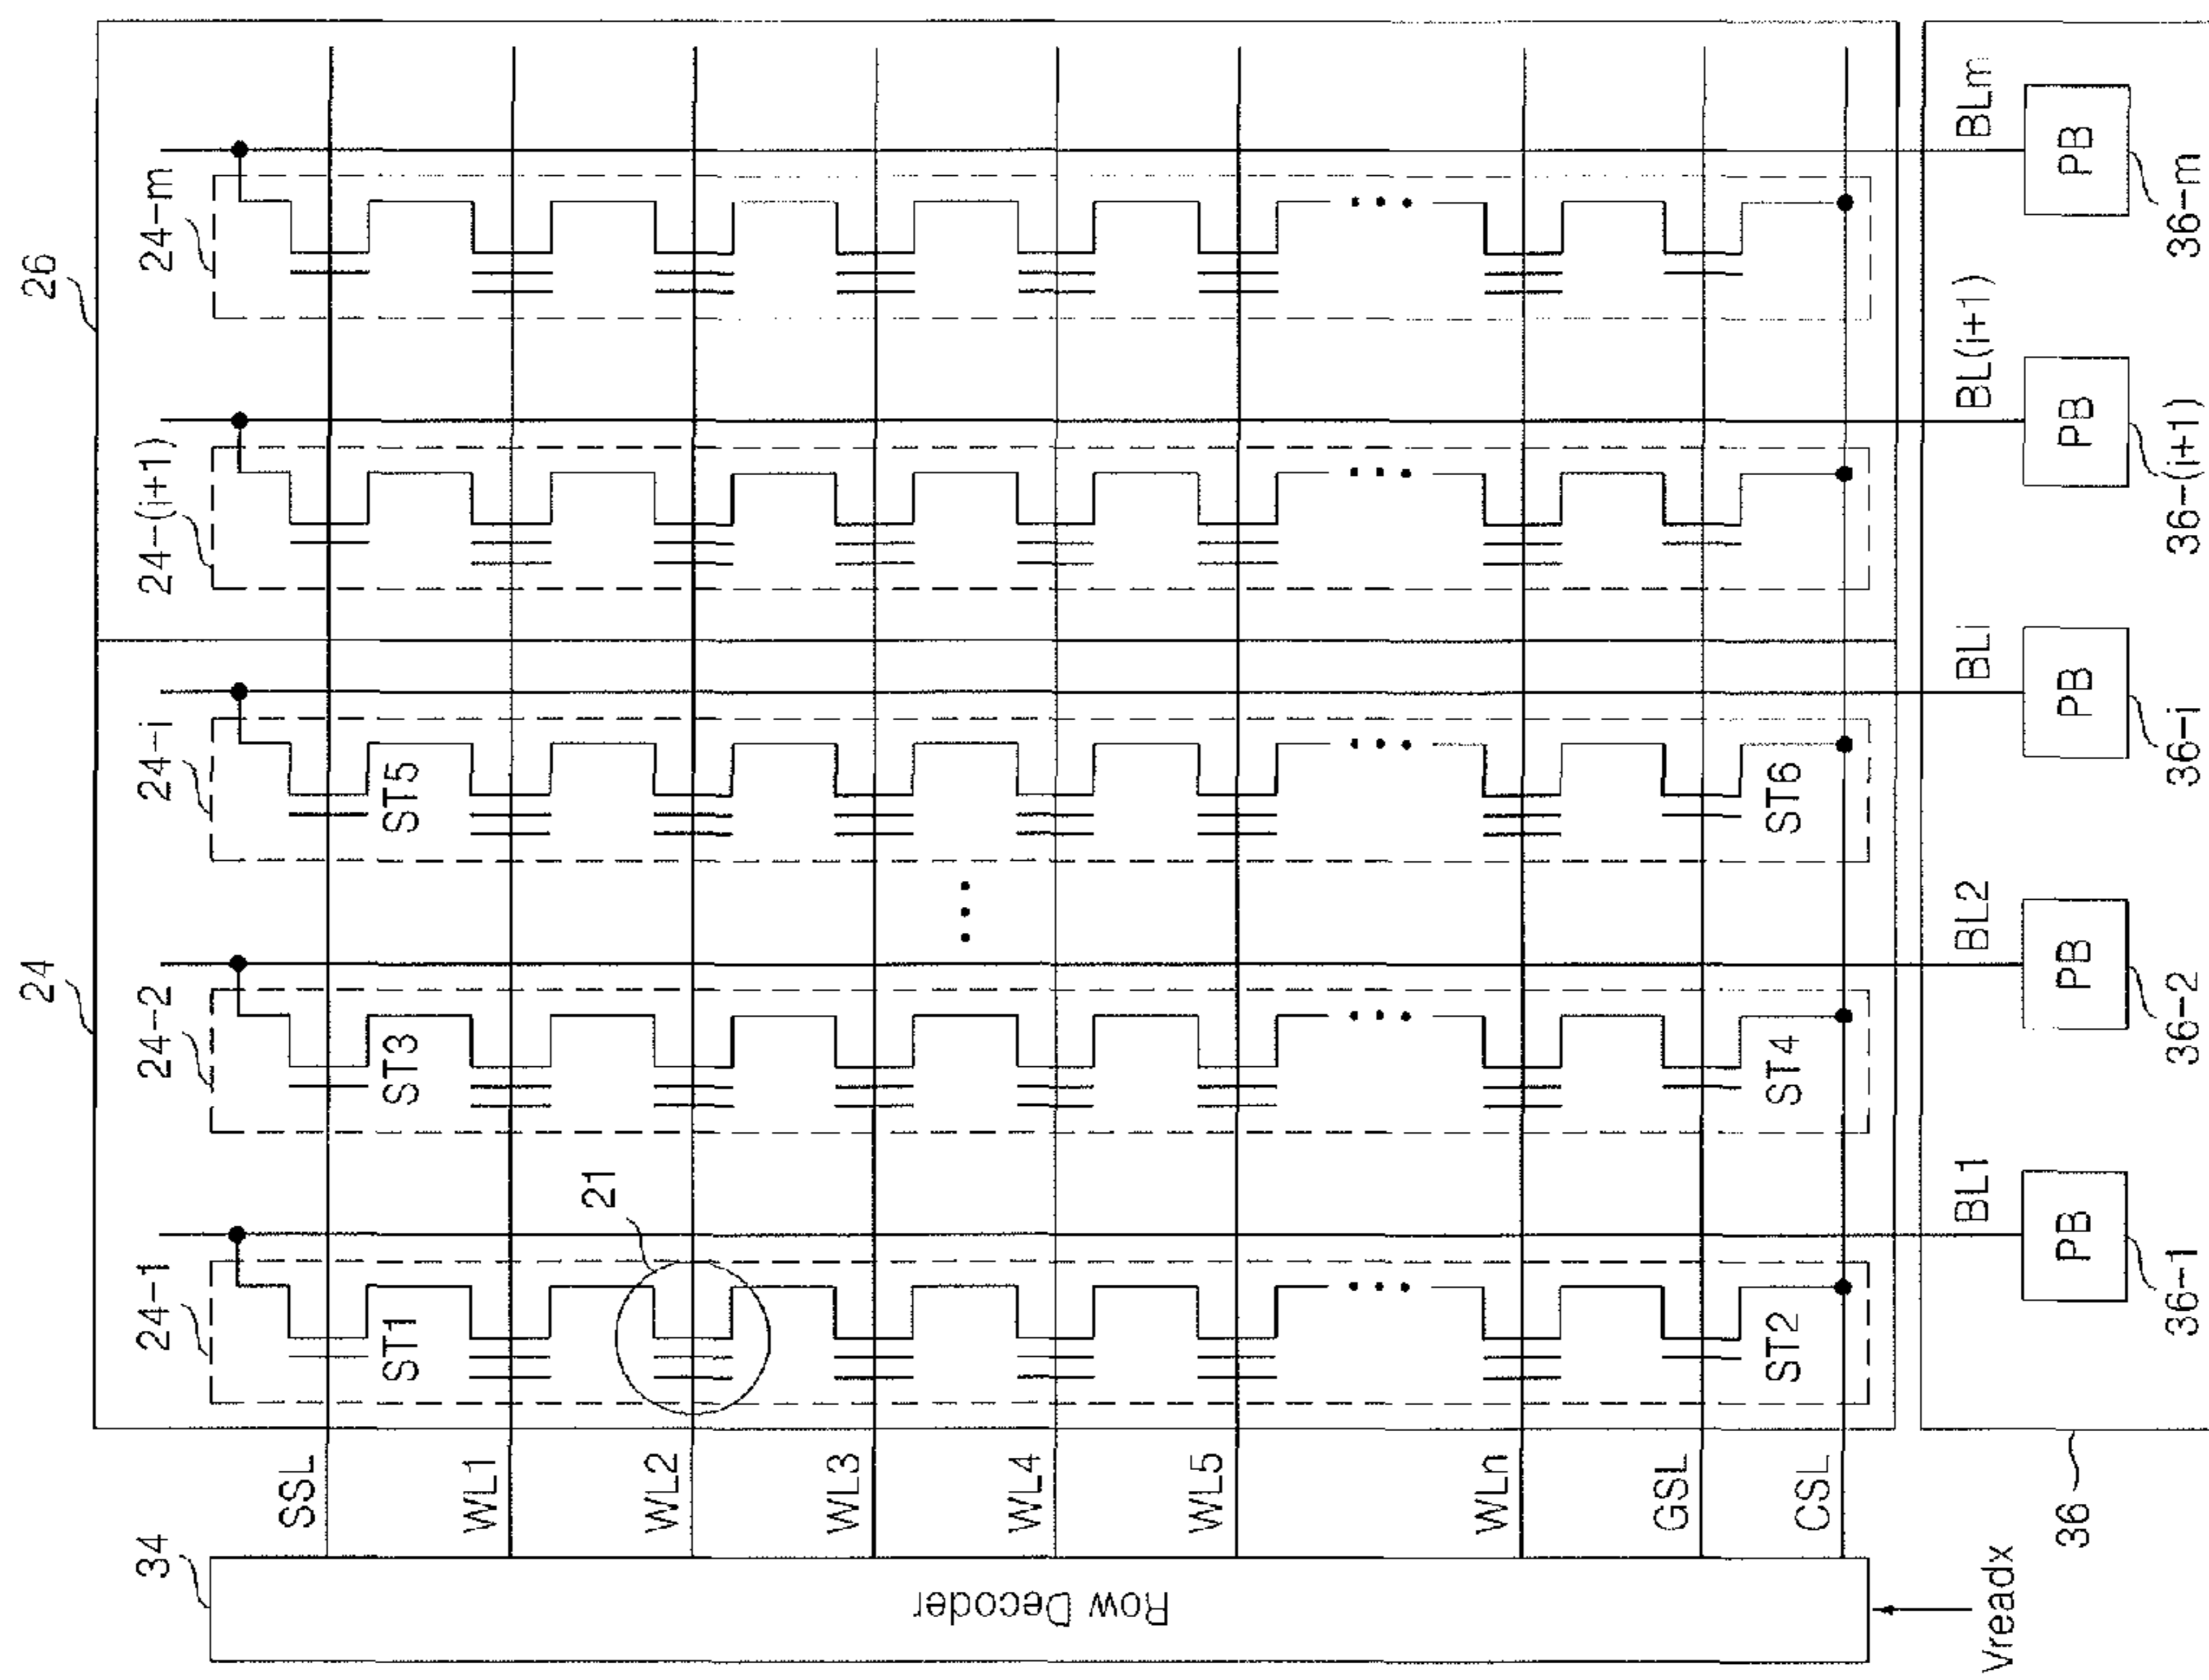 24
26
24-1
24-2
24-i
24-(i+1)
24-m
34
Row Decoder
Vreadx
SSL
WL1
WL2
WL3
WL4
WL5
WLn
GSL
CSL
ST1
ST3
ST5
21
ST2
ST4
ST6
BL1
BL2
BLi
BL(i+1)
BLm
36
PB
PB
PB
PB
PB
36-1
36-2
36-i
36-(i+1)
36-m